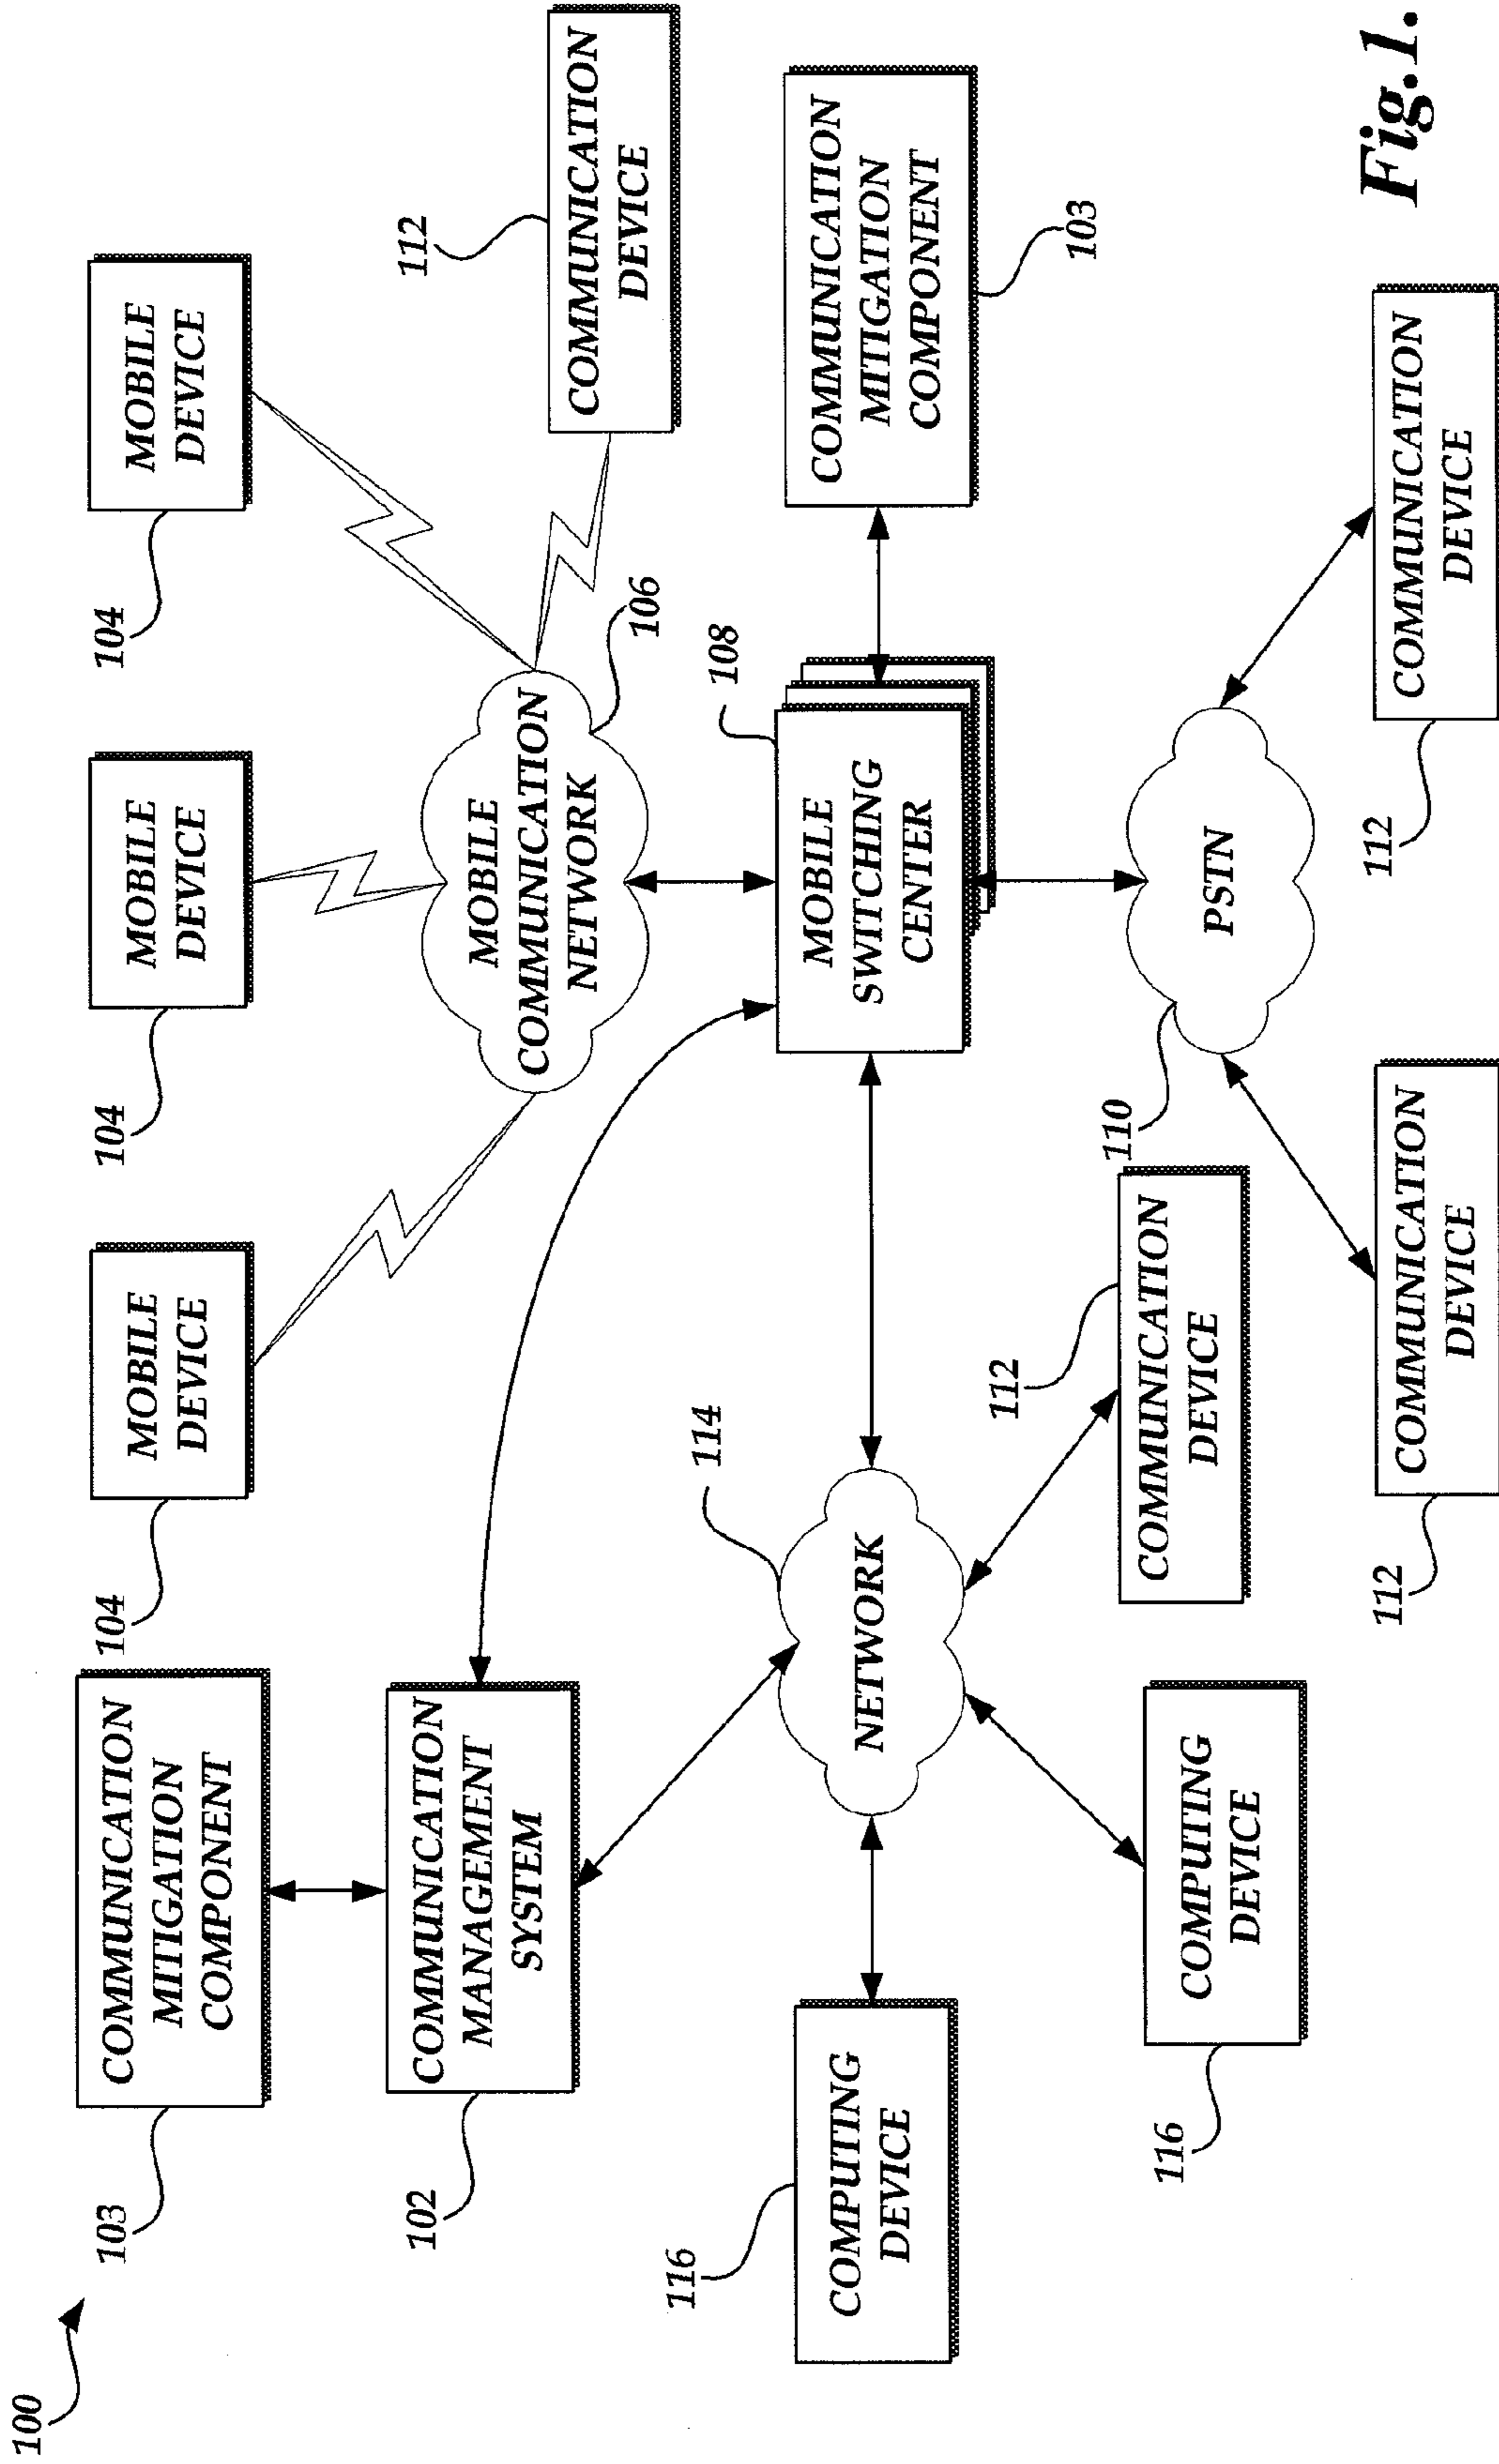 100
103
COMMUNICATION
MITIGATION
COMPONENT
104
MOBILE
DEVICE
104
MOBILE
DEVICE
104
MOBILE
DEVICE
102
COMMUNICATION
MANAGEMENT
SYSTEM
MOBILE
COMMUNICATION
NETWORK
106
112
COMMUNICATION
DEVICE
116
COMPUTING
DEVICE
114
NETWORK
108
MOBILE
SWITCHING
CENTER
COMMUNICATION
MITIGATION
COMPONENT
103
116
COMPUTING
DEVICE
112
COMMUNICATION
DEVICE
110
PSTN
112
COMMUNICATION
DEVICE
112
COMMUNICATION
DEVICE
Fig.1.